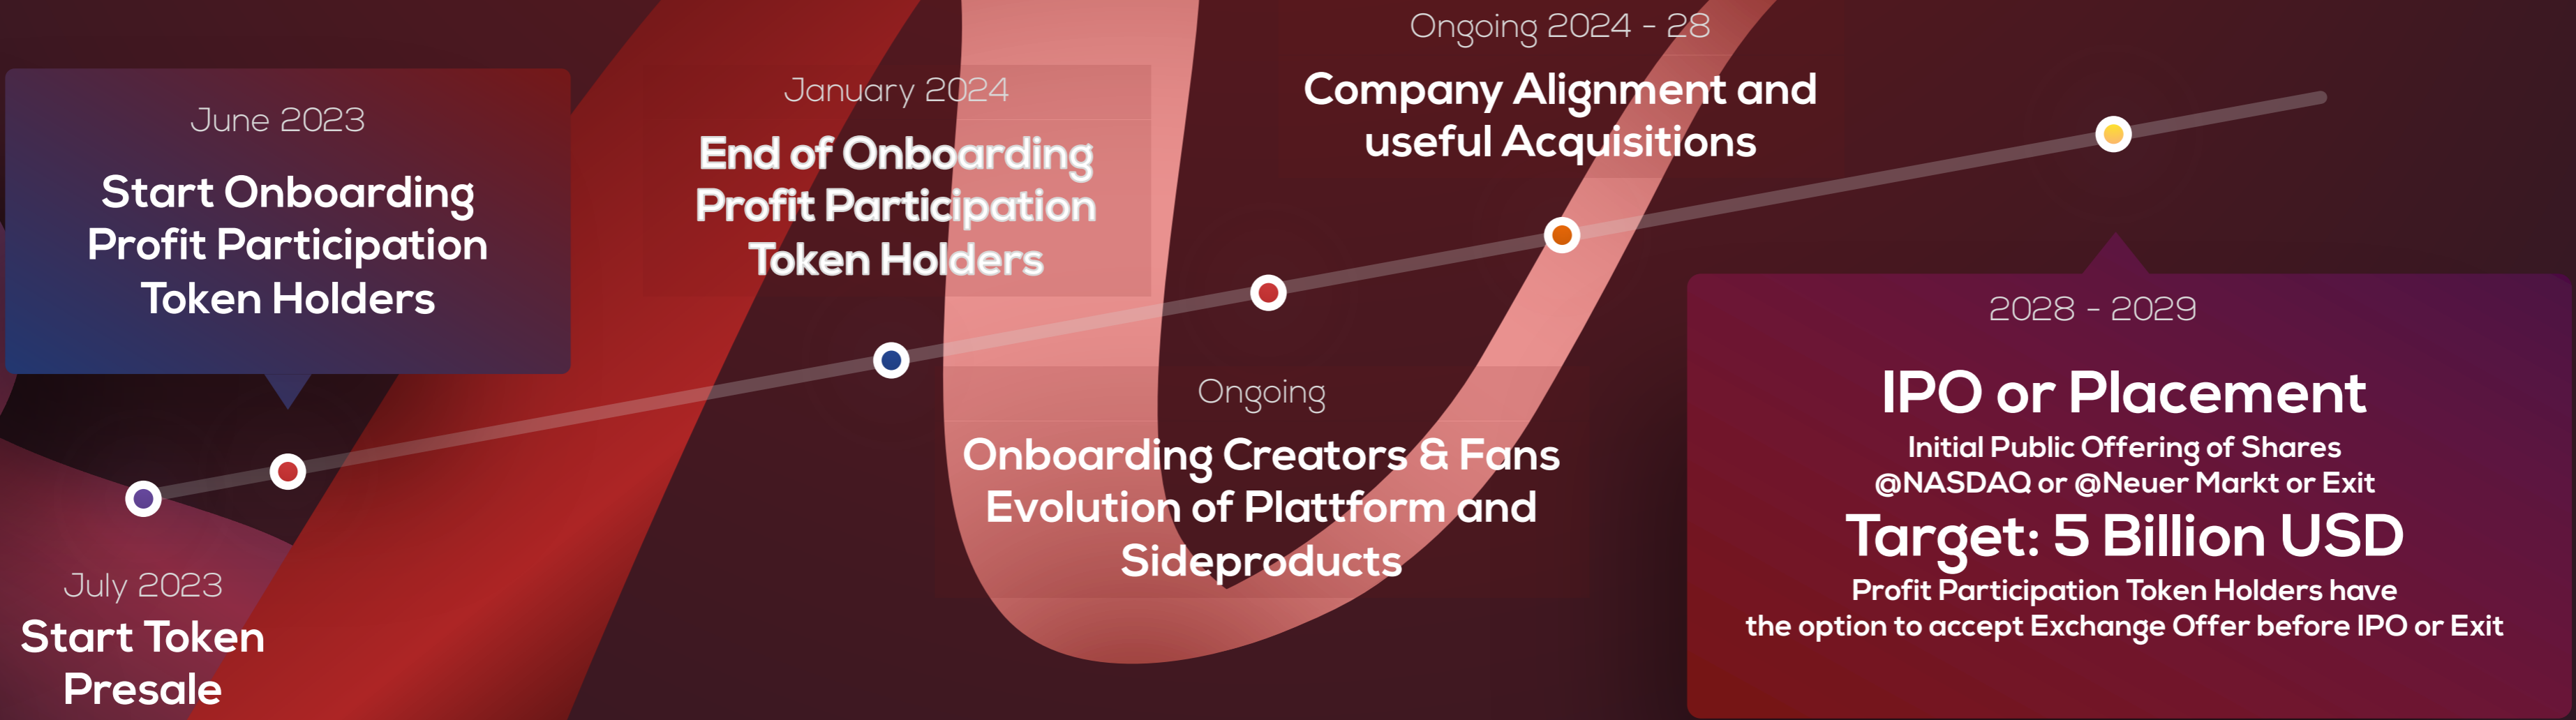 June 2023
Start Onboarding
Profit Participation
Token Holders
July 2023
Start Token
Presale
January 2024
End of Onboarding
Profit Participation
Token Holders
Ongoing
Onboarding Creators & Fans
Evolution of Plattform and
Sideproducts
Ongoing 2024 - 28
Company Alignment and
useful Acquisitions
2028 - 2029
IPO or Placement
Initial Public Offering of Shares
@NASDAQ or @Neuer Markt or Exit
Target: 5 Billion USD
Profit Participation Token Holders have
the option to accept Exchange Offer before IPO or Exit